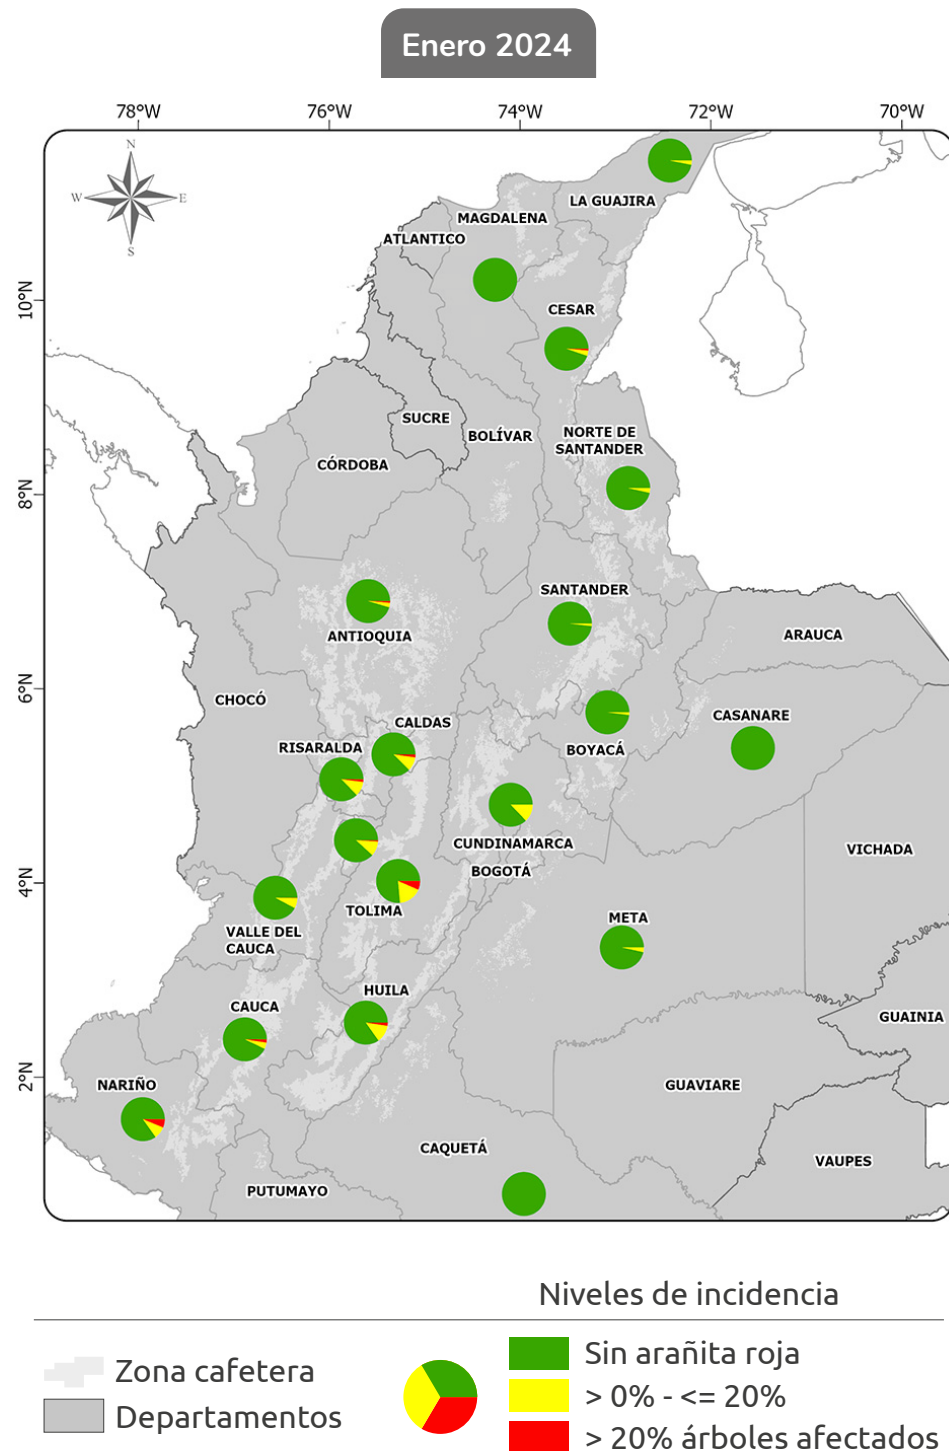 Enero 2024
78°W
76°W
74°W
72°W
70°W
N
W
E
S
10°N
8°N
6°N
4°N
2°N
LA GUAJIRA
MAGDALENA
ATLANTICO
CESAR
SUCRE
BOLÍVAR
NORTE DE
SANTANDER
CÓRDOBA
SANTANDER
ANTIOQUIA
ARAUCA
CHOCÓ
CALDAS
CASANARE
RISARALDA
BOYACÁ
CUNDINAMARCA
VICHADA
BOGOTÁ
TOLIMA
META
VALLE DEL
CAUCA
HUILA
CAUCA
GUAINIA
NARIÑO
GUAVIARE
CAQUETÁ
VAUPES
PUTUMAYO
Niveles de incidencia
Zona cafetera
Departamentos
Sin arañita roja
> 0% - <= 20%
> 20% árboles afectados